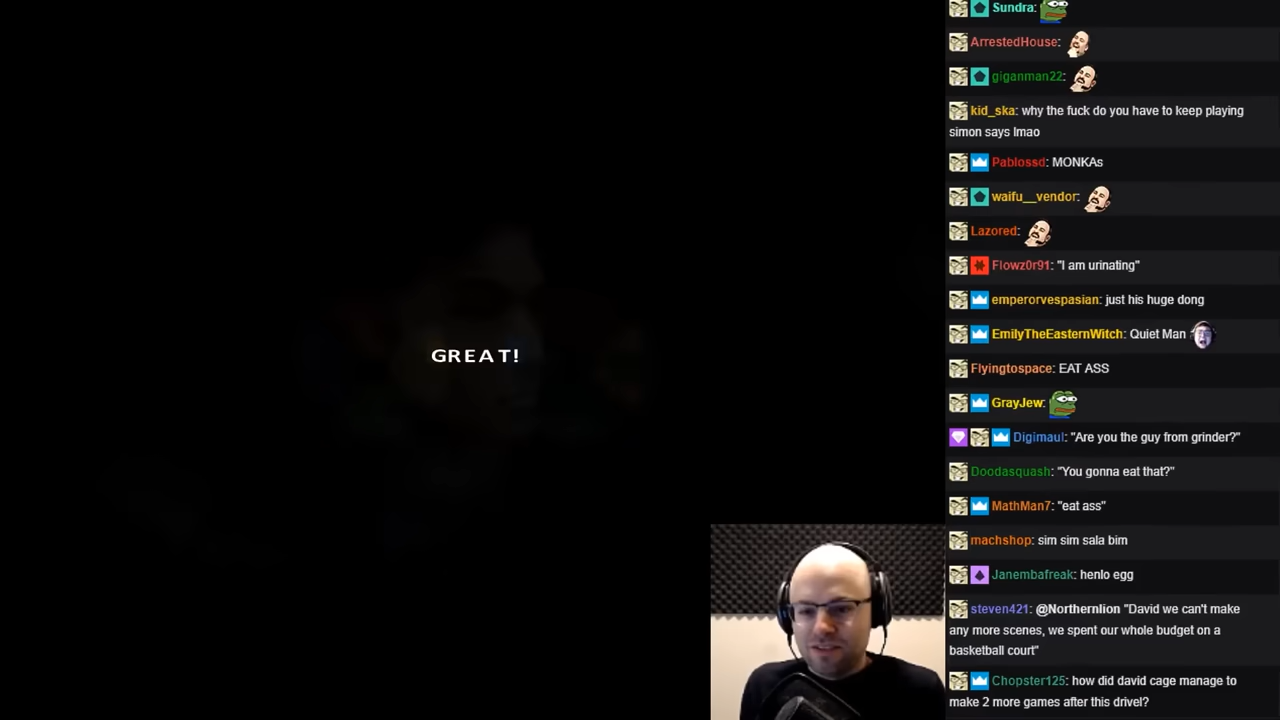 GREAT!
Sundra:
ArrestedHouse:
giganman22:
kid_ska: why the fuck do you have to keep playing
simon says lmao
Pablossd: MONKAs
waifu__vendor:
Lazored:
Flowz0r91: "I am urinating"
emperorvespasian: just his huge dong
EmilyTheEasternWitch: Quiet Man
Flyingtospace: EAT ASS
GrayJew:
Digimaul: "Are you the guy from grinder?"
Doodasquash: "You gonna eat that?"
MathMan7: "eat ass"
machshop: sim sim sala bim
Janembafreak: henlo egg
steven421: @Northernlion "David we can't make
any more scenes, we spent our whole budget on a
basketball court"
Chopster125: how did david cage manage to
make 2 more games after this drivel?